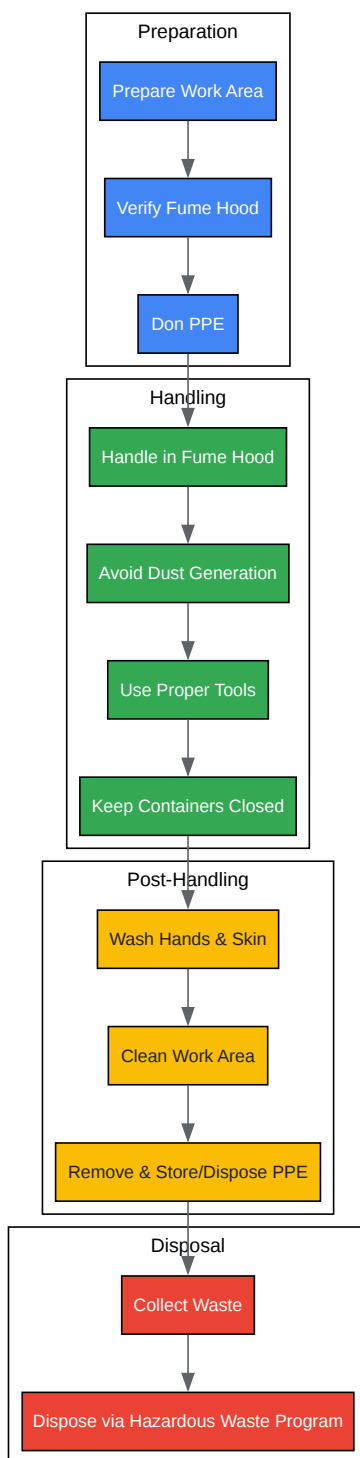 Preparation
Prepare Work Area
Verify Fume Hood
Don PPE
Handling
Handle in Fume Hood
Avoid Dust Generation
Use Proper Tools
Keep Containers Closed
Post-Handling
Wash Hands & Skin
Clean Work Area
Remove & Store/Dispose PPE
Disposal
Collect Waste
Dispose via Hazardous Waste Program